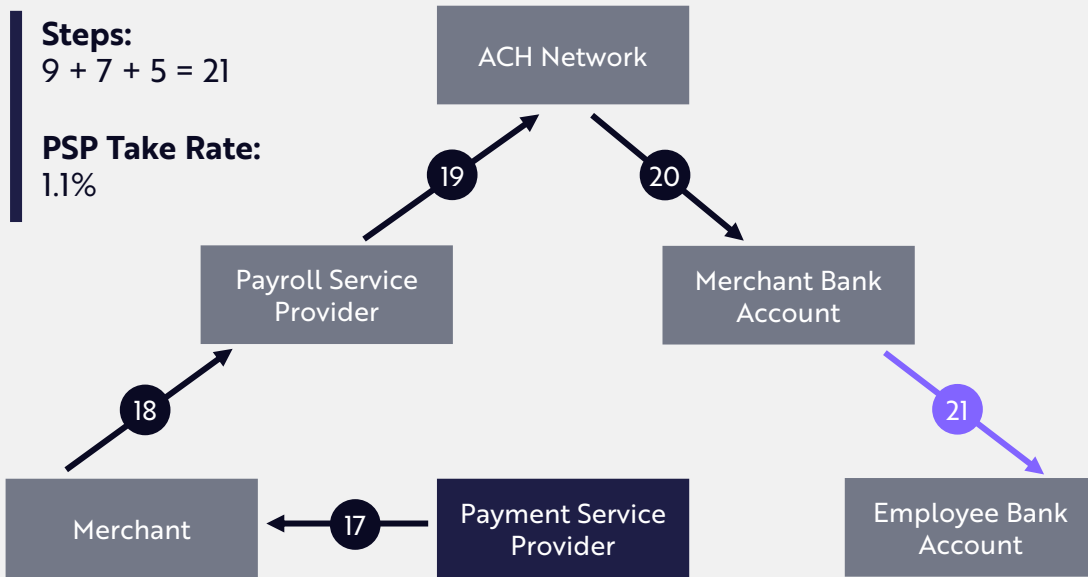 Steps:
9 + 7 + 5 = 21
PSP Take Rate:
1.1%
ACH Network
19
20
Payroll Service
Provider
Merchant Bank
Account
18
21
Merchant
17
Payment Service
Provider
Employee Bank
Account